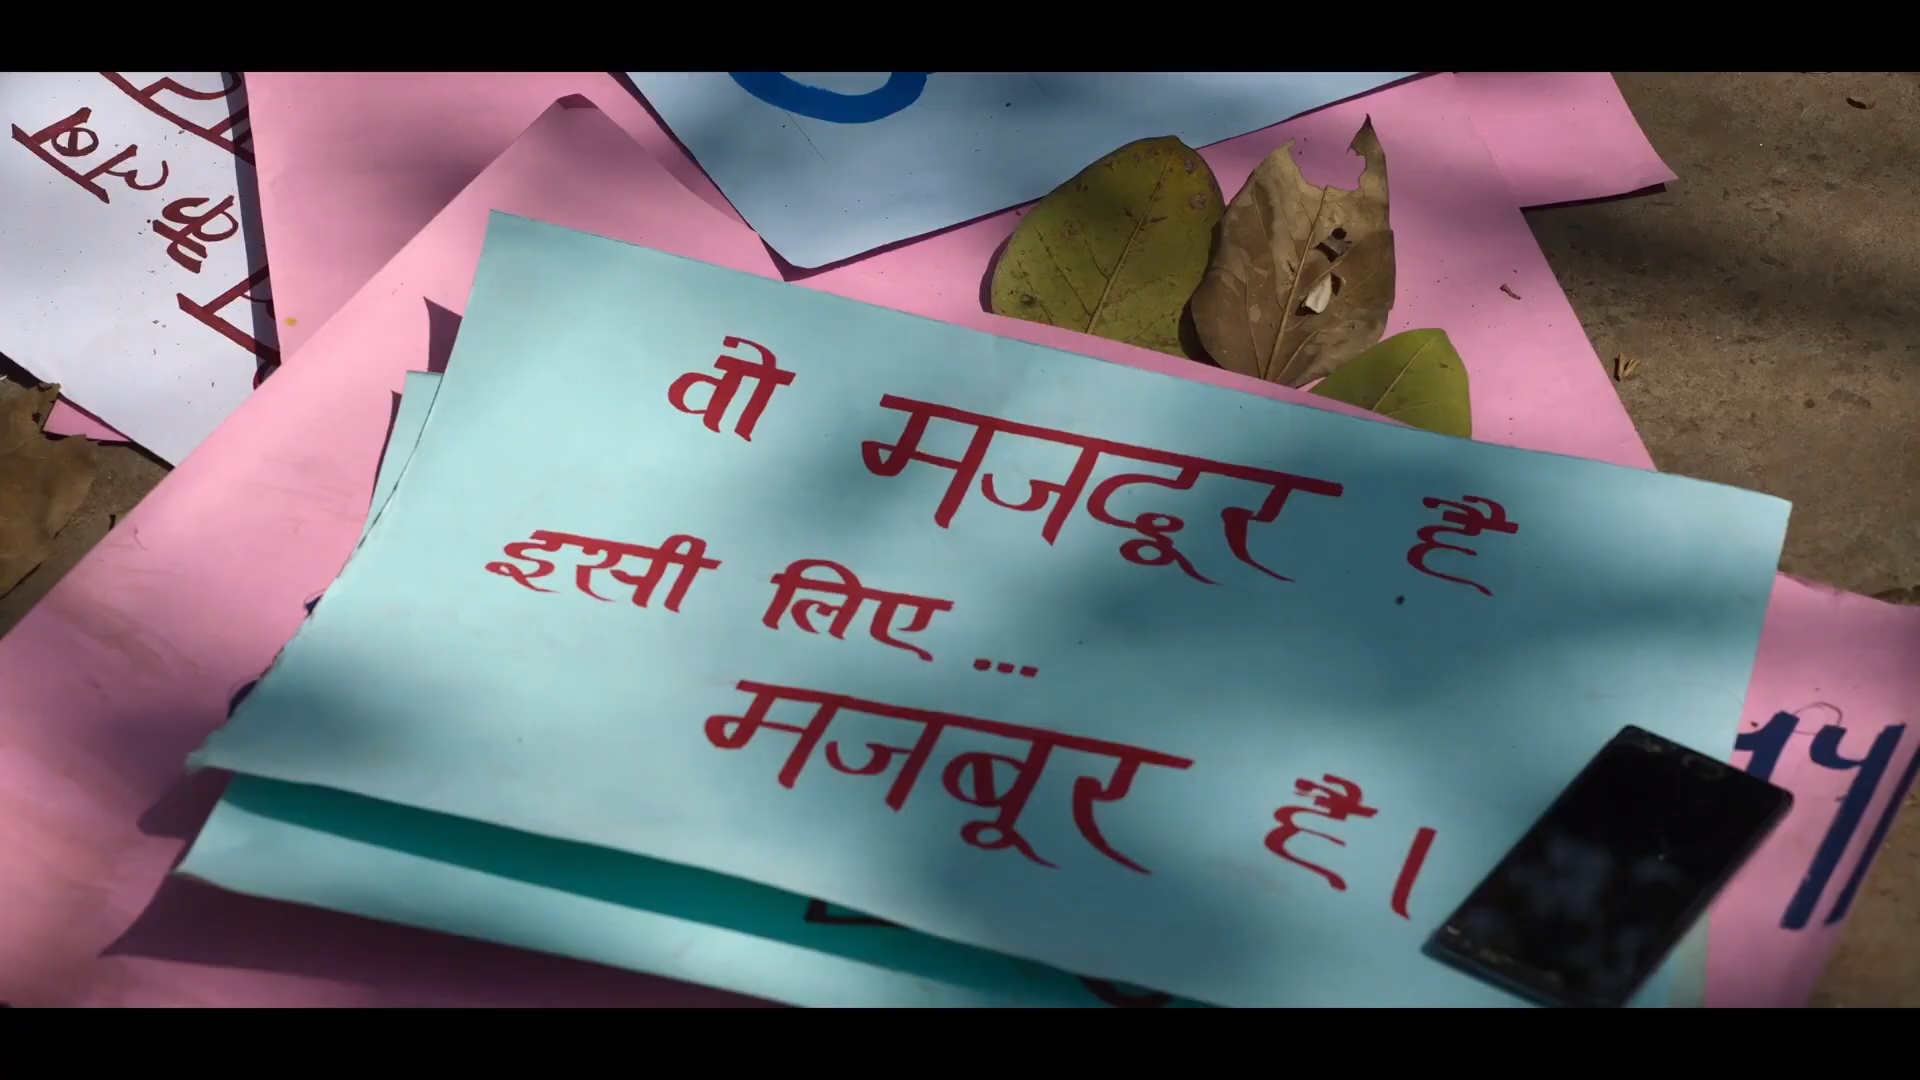 वो मजदूर है
इसी लिए...
मजबूर है।